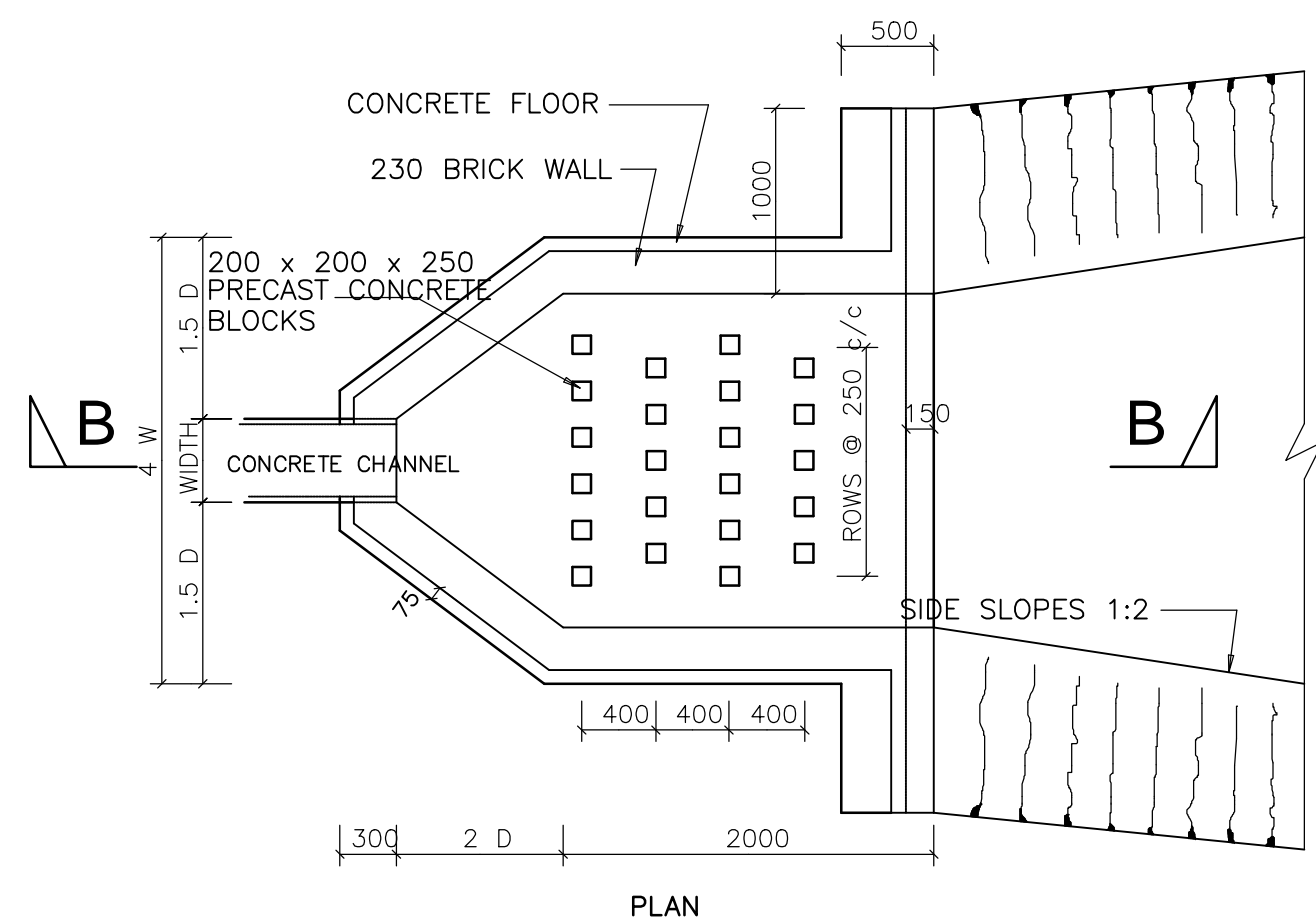 500
CONCRETE FLOOR
230 BRICK WALL
1000
200 x 200 x 250
PRECAST CONCRETE
BLOCKS
1.5 D
4 W
WIDTH
1.5 D
B
CONCRETE CHANNEL
ROWS @ 250 c/c
150
B
75
SIDE SLOPES 1:2
400
400
400
300
2 D
2000
PLAN